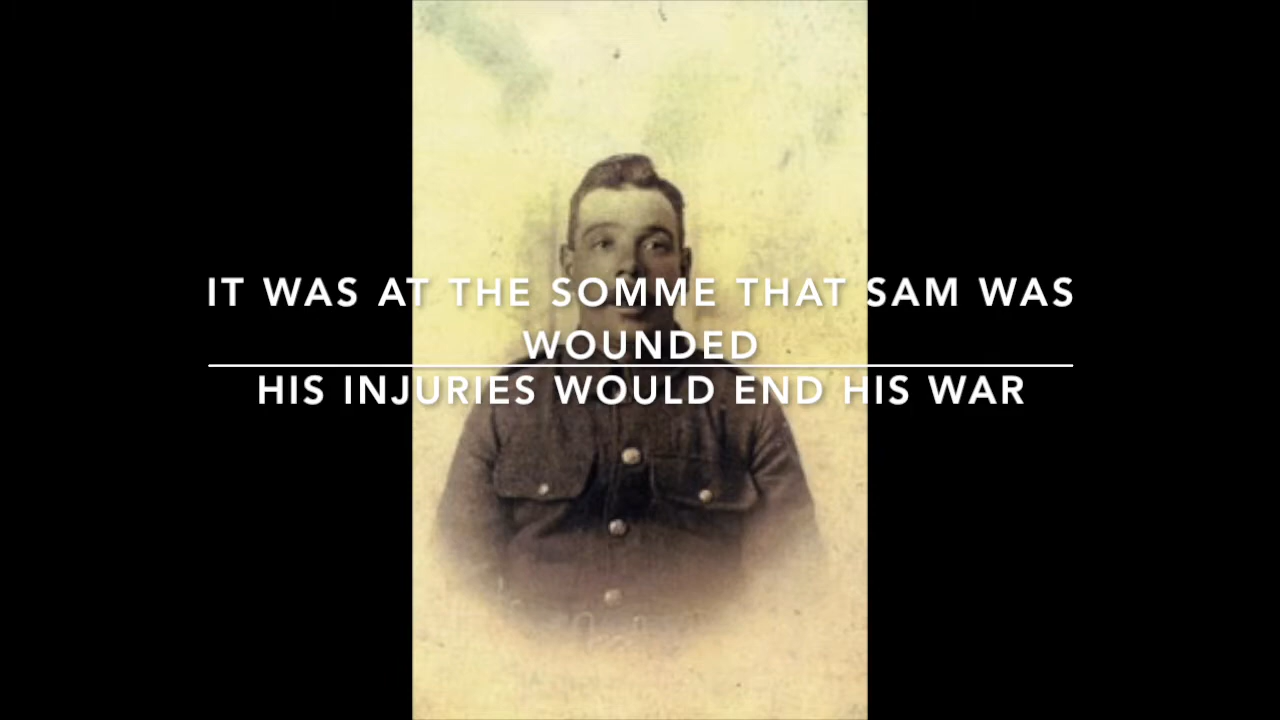 IT WAS AT THE SOMME THAT SAM WAS
WOUNDED
HIS INJURIES WOULD END HIS WAR